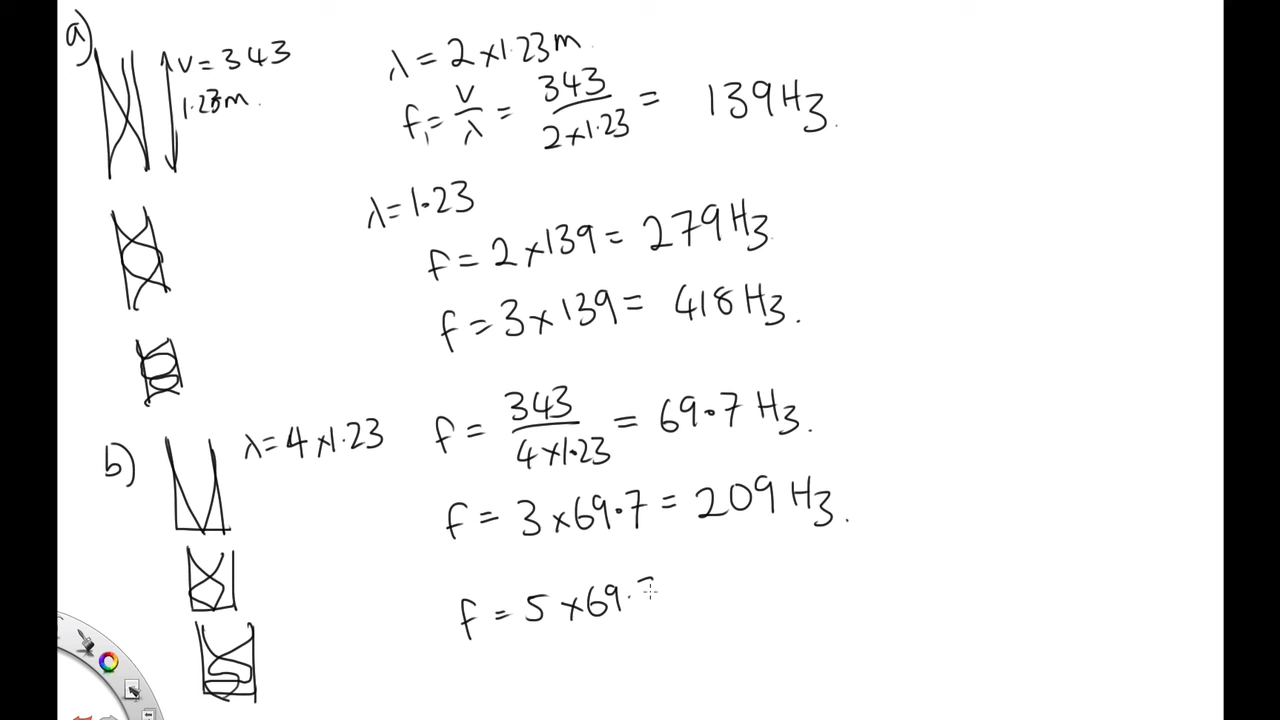 a)
v = 343
1.23m.
λ = 2 × 1.23m
f₁ = v/λ = 343/(2 × 1.23) = 139 Hz.
λ = 1.23
f = 2 × 139 = 279 Hz.
f = 3 × 139 = 418 Hz.
b)
λ = 4 × 1.23
f = 343/(4 × 1.23) = 69.7 Hz.
f = 3 × 69.7 = 209 Hz.
f = 5 × 69.7